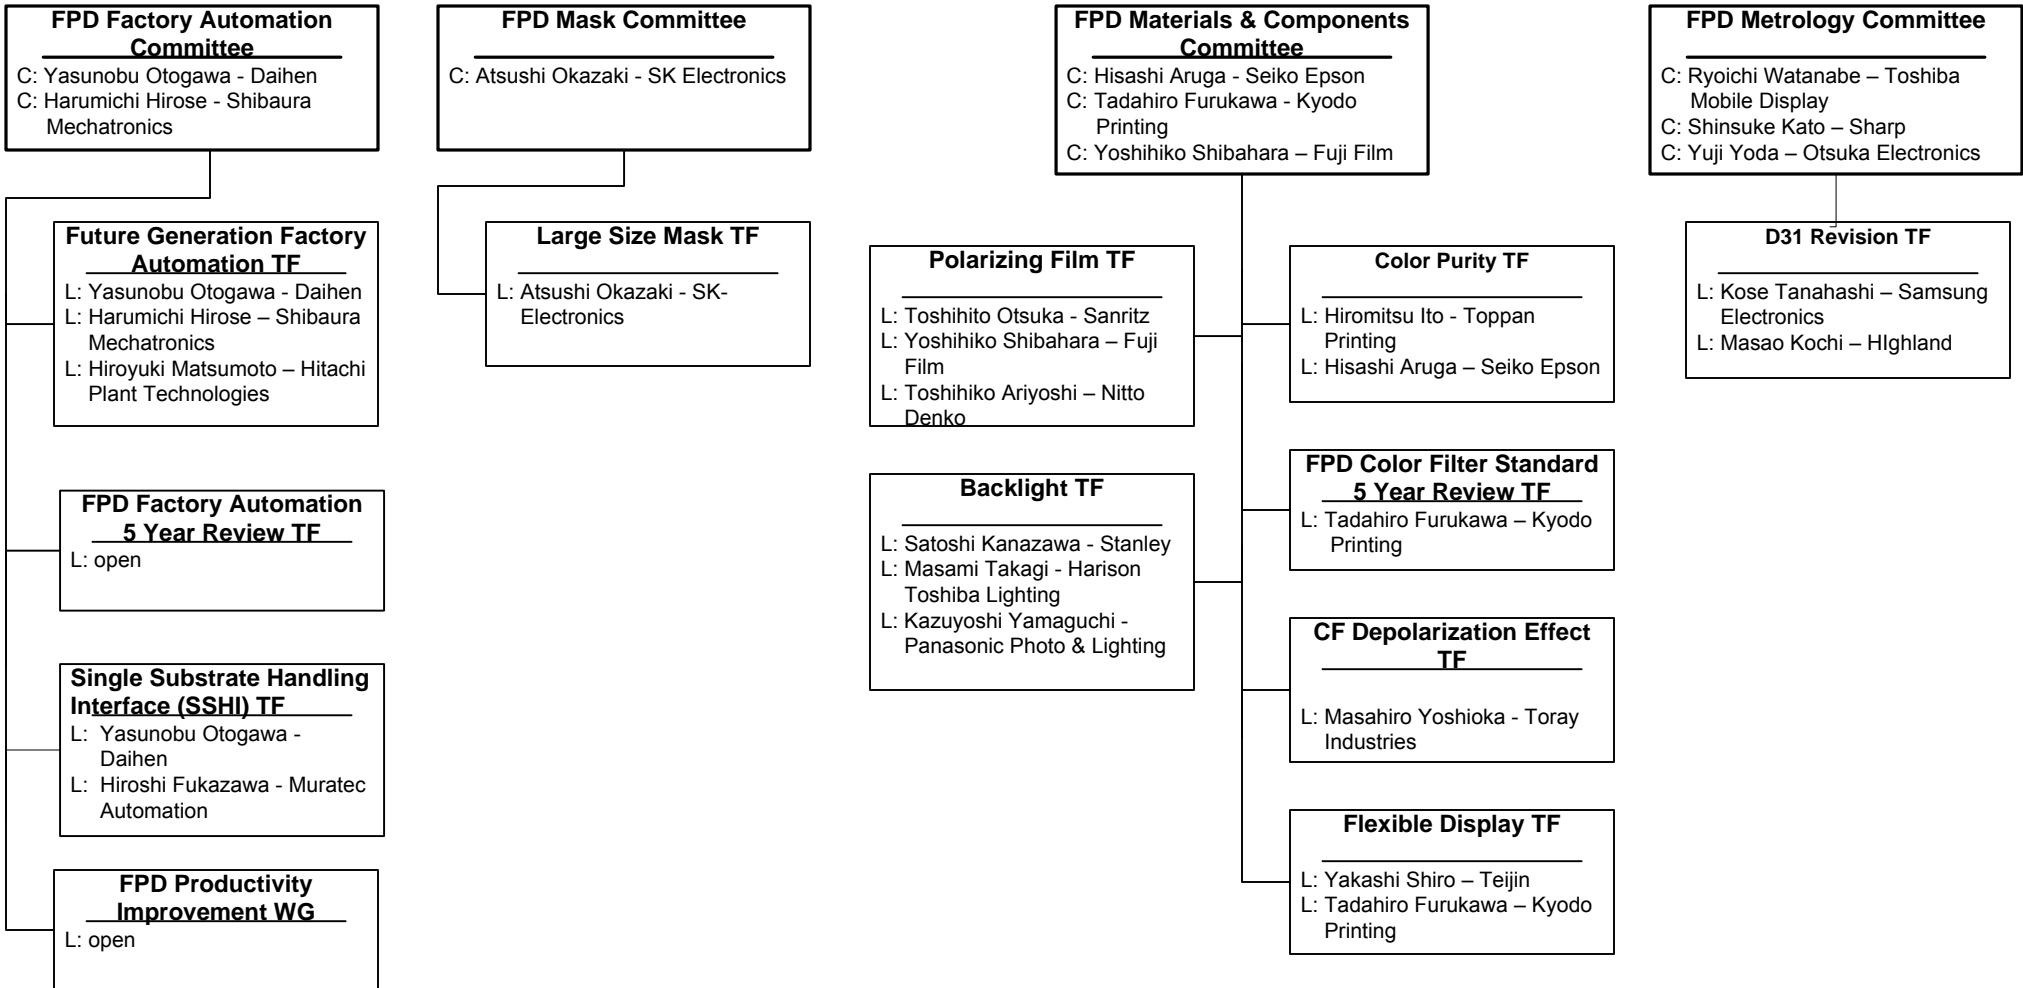 FPD Factory Automation
Committee
C: Yasunobu Otogawa - Daihen
C: Harumichi Hirose - Shibaura
Mechatronics
Future Generation Factory
Automation TF
L: Yasunobu Otogawa - Daihen
L: Harumichi Hirose – Shibaura
Mechatronics
L: Hiroyuki Matsumoto – Hitachi
Plant Technologies
FPD Factory Automation
5 Year Review TF
L: open
Single Substrate Handling
Interface (SSHI) TF
L: Yasunobu Otogawa -
Daihen
L: Hiroshi Fukazawa - Muratec
Automation
FPD Productivity
Improvement WG
L: open
FPD Mask Committee
C: Atsushi Okazaki - SK Electronics
Large Size Mask TF
L: Atsushi Okazaki - SK-
Electronics
FPD Materials & Components
Committee
C: Hisashi Aruga - Seiko Epson
C: Tadahiro Furukawa - Kyodo
Printing
C: Yoshihiko Shibahara – Fuji Film
Polarizing Film TF
L: Toshihito Otsuka - Sanritz
L: Yoshihiko Shibahara – Fuji
Film
L: Toshihiko Ariyoshi – Nitto
Denko
Backlight TF
L: Satoshi Kanazawa - Stanley
L: Masami Takagi - Harison
Toshiba Lighting
L: Kazuyoshi Yamaguchi -
Panasonic Photo & Lighting
Color Purity TF
L: Hiromitsu Ito - Toppan
Printing
L: Hisashi Aruga – Seiko Epson
FPD Color Filter Standard
5 Year Review TF
L: Tadahiro Furukawa – Kyodo
Printing
CF Depolarization Effect
TF
L: Masahiro Yoshioka - Toray
Industries
Flexible Display TF
L: Yakashi Shiro – Teijin
L: Tadahiro Furukawa – Kyodo
Printing
FPD Metrology Committee
C: Ryoichi Watanabe – Toshiba
Mobile Display
C: Shinsuke Kato – Sharp
C: Yuji Yoda – Otsuka Electronics
D31 Revision TF
L: Kose Tanahashi – Samsung
Electronics
L: Masao Kochi – HIghland